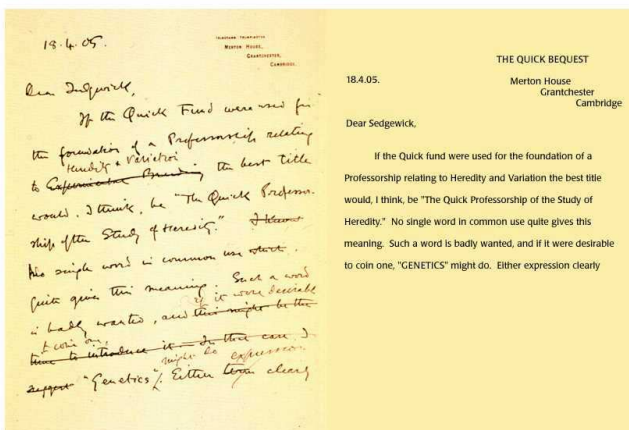 18.4.05.
MERTON HOUSE,
GRANTCHESTER,
CAMBRIDGE.
Dear Sedgwick,
If the Quick Fund were used for
the foundation of a Professorship relating
Heredity & Variation
to Experimental Breeding the best title
would, I think, be "The Quick Professor-
ship of the Study of Heredity."
No single word in common use
quite gives this meaning. Such a word
if it were desirable
is badly wanted, and this might be the
to coin one,
time to introduce it. In that case I
might be expression
suggest "Genetics". Either term clearly
THE QUICK BEQUEST
18.4.05.
Merton House
Grantchester
Cambridge
Dear Sedgewick,
If the Quick fund were used for the foundation of a
Professorship relating to Heredity and Variation the best title
would, I think, be "The Quick Professorship of the Study of
Heredity." No single word in common use quite gives this
meaning. Such a word is badly wanted, and if it were desirable
to coin one, "GENETICS" might do. Either expression clearly